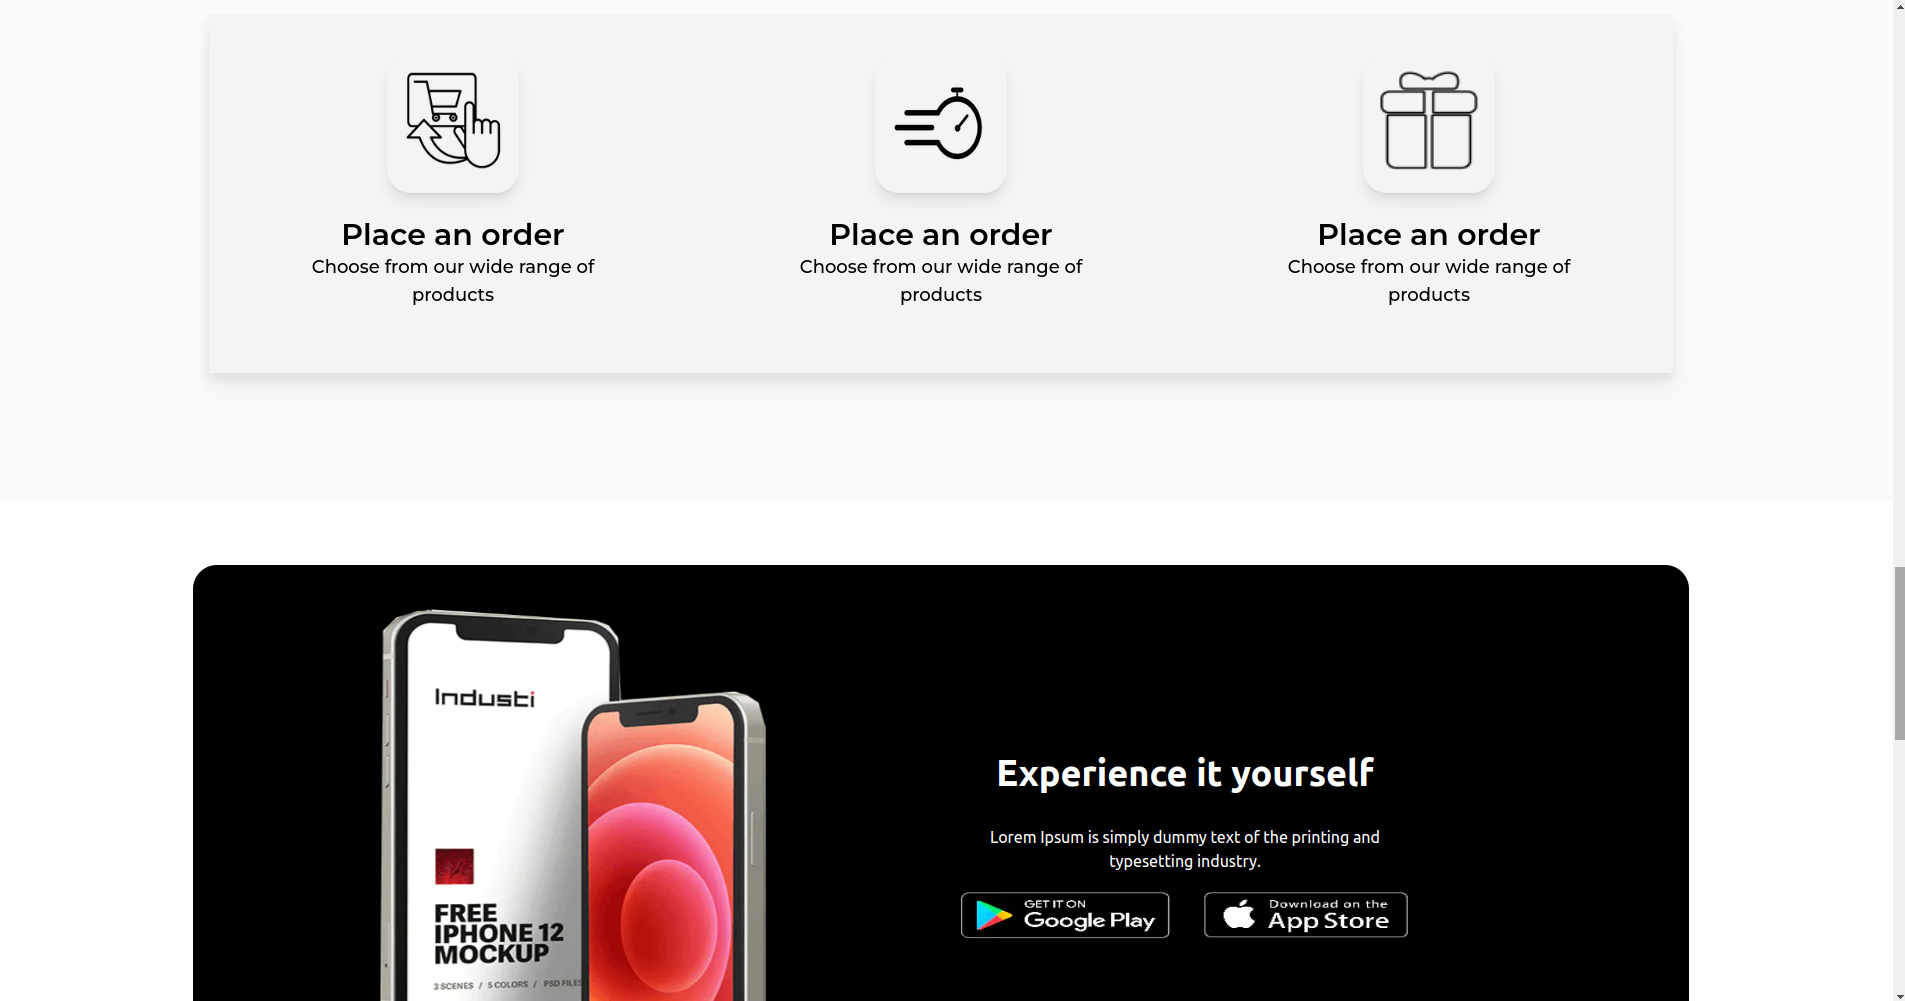 Place an order
Choose from our wide range of
products
Place an order
Choose from our wide range of
products
Place an order
Choose from our wide range of
products
Industi
FREE
IPHONE 12
MOCKUP
3 SCENES / 5 COLORS / PSD FILES
Experience it yourself
Lorem Ipsum is simply dummy text of the printing and
typesetting industry.
GET IT ON
Google Play
Download on the
App Store